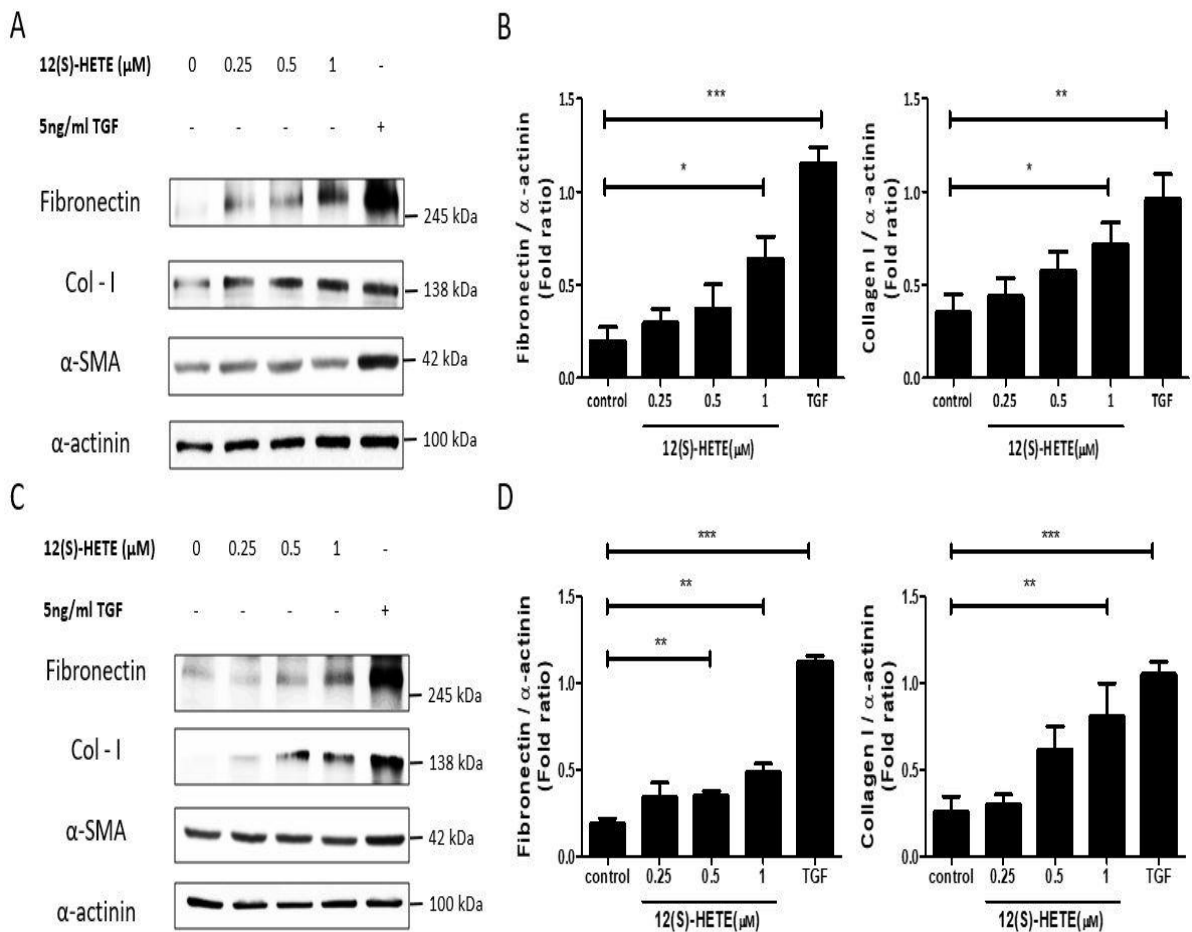 A
12(S)-HETE (μM) 0 0.25 0.5 1 -
5ng/ml TGF - - - - +
Fibronectin
245 kDa
Col - I
138 kDa
α-SMA
42 kDa
α-actinin
100 kDa
B
Fibronectin / α-actinin
(Fold ratio)
1.5
1.0
0.5
0.0
***
*
control 0.25 0.5 1 TGF
12(S)-HETE(μM)
Collagen I / α-actinin
(Fold ratio)
1.5
1.0
0.5
0.0
**
*
control 0.25 0.5 1 TGF
12(S)-HETE(μM)
C
12(S)-HETE (μM) 0 0.25 0.5 1 -
5ng/ml TGF - - - - +
Fibronectin
245 kDa
Col - I
138 kDa
α-SMA
42 kDa
α-actinin
100 kDa
D
Fibronectin / α-actinin
(Fold ratio)
1.5
1.0
0.5
0.0
***
**
**
control 0.25 0.5 1 TGF
12(S)-HETE(μM)
Collagen I / α-actinin
(Fold ratio)
1.5
1.0
0.5
0.0
***
**
control 0.25 0.5 1 TGF
12(S)-HETE(μM)